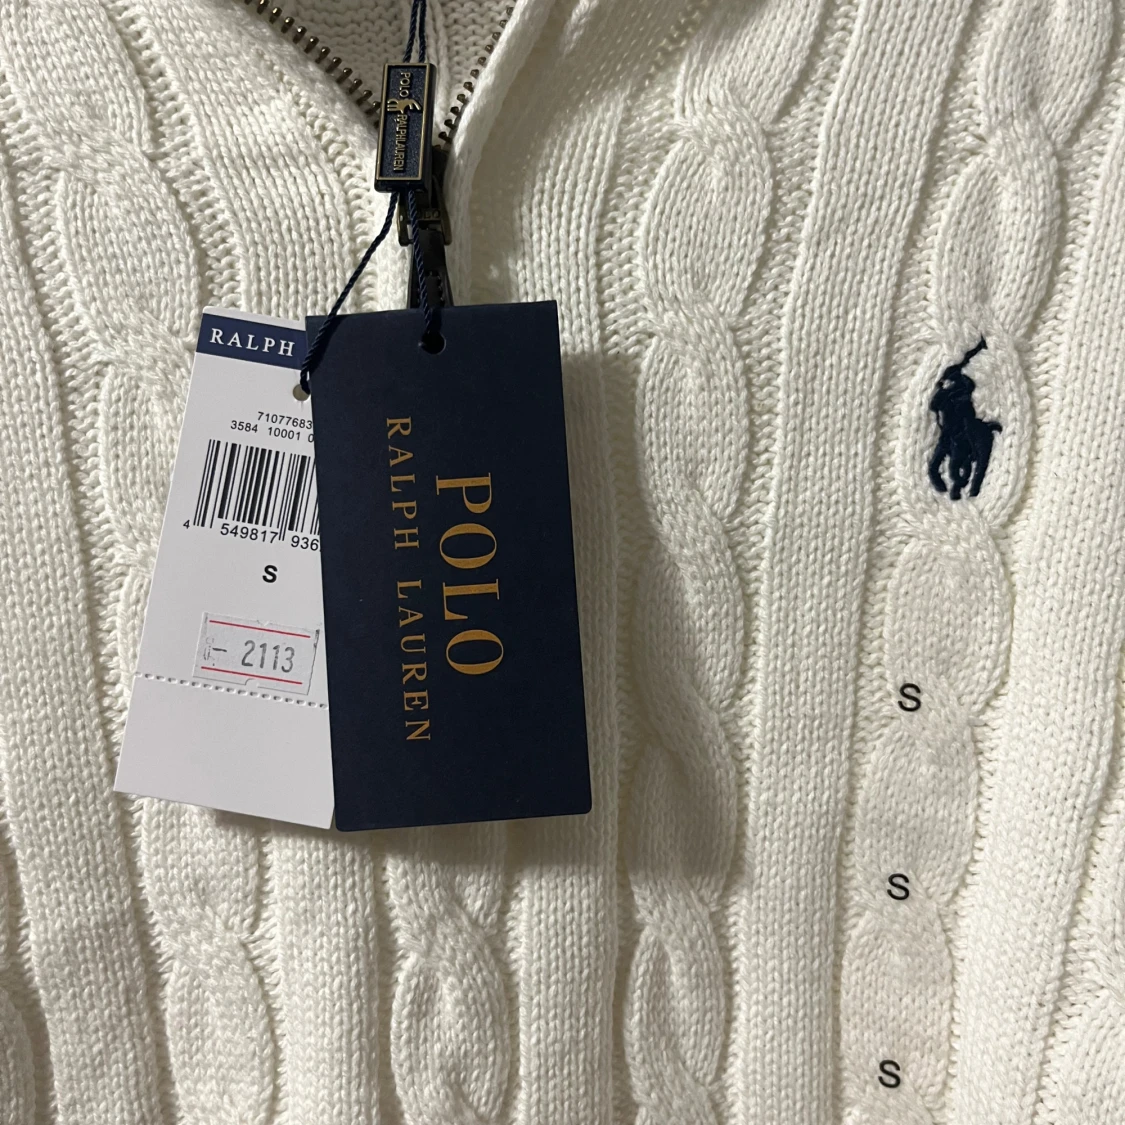 POLO RALPH LAUREN
RALPH
71077683
3584 10001 0
4 549817 936
S
- 2113
POLO
RALPH LAUREN
S
S
S